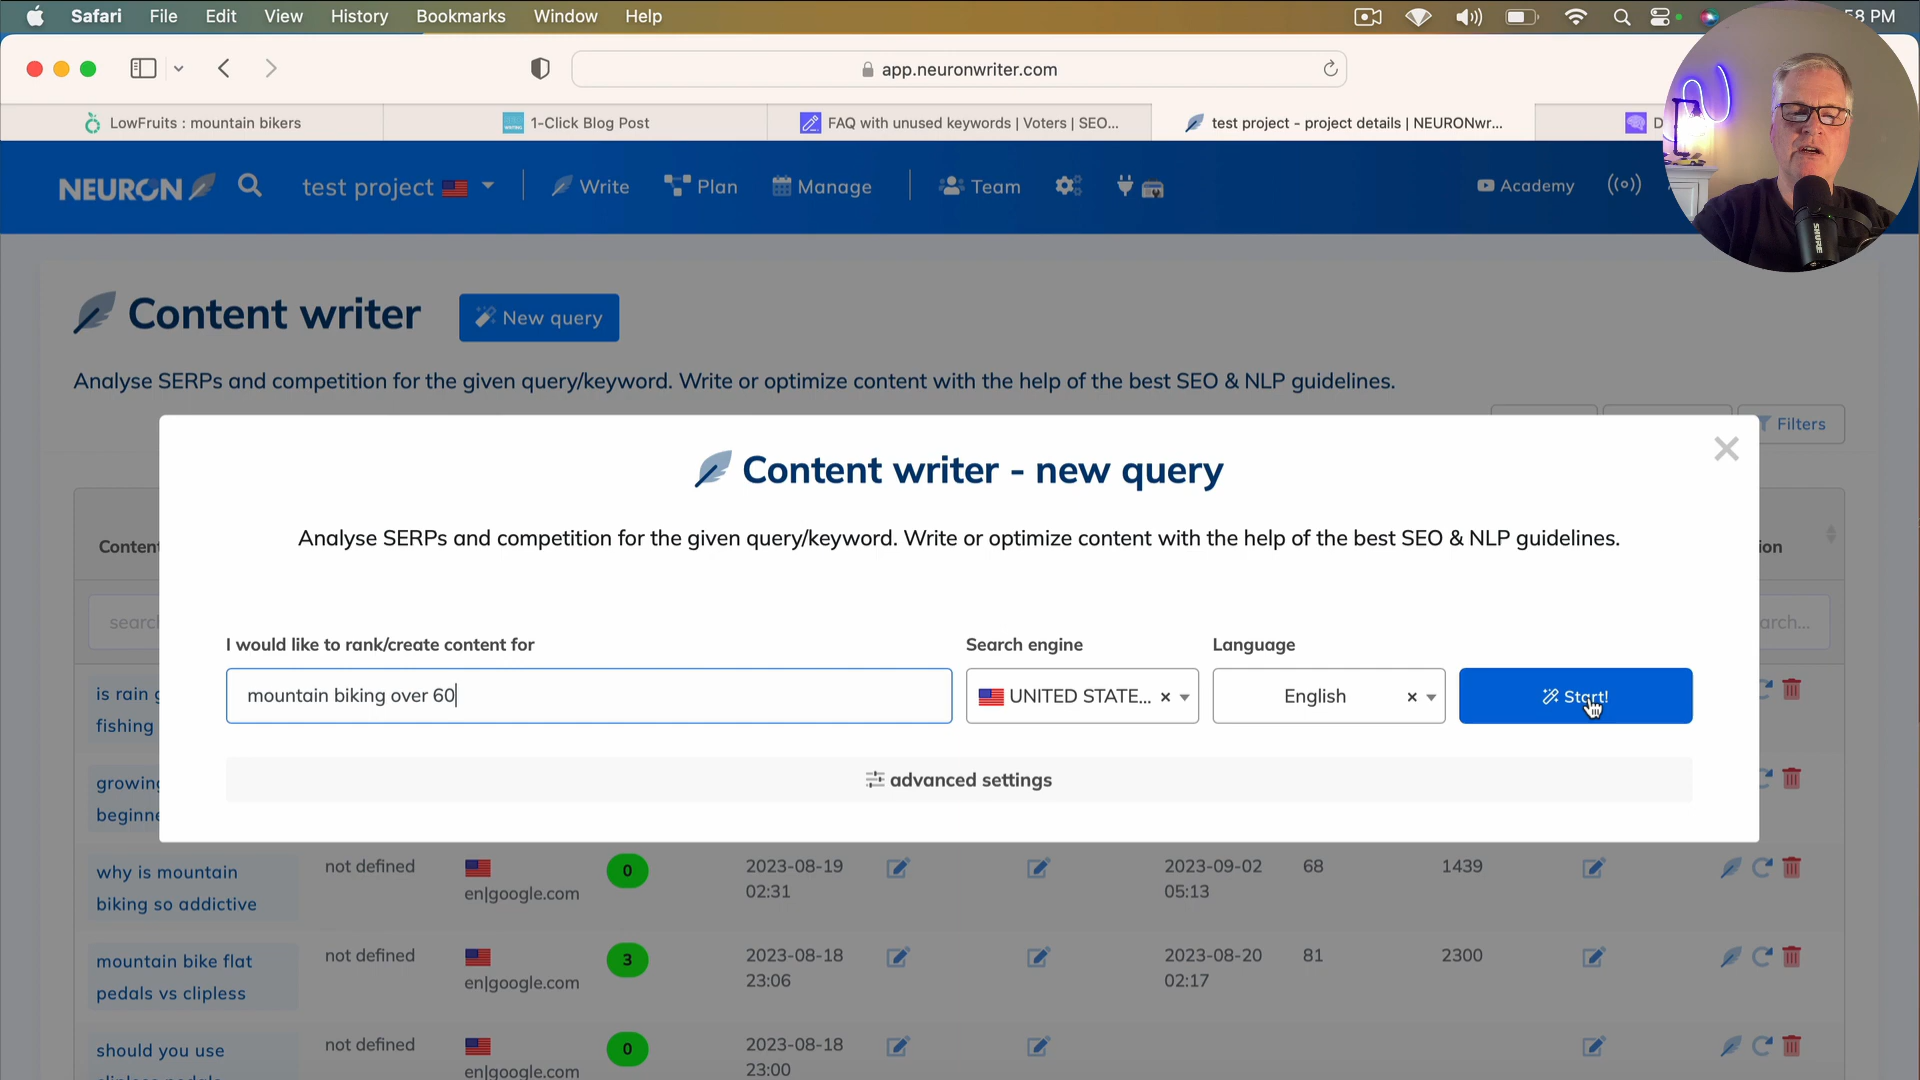 Safari File Edit View History Bookmarks Window Help
58 PM
app.neuronwriter.com
LowFruits : mountain bikers
1-Click Blog Post
FAQ with unused keywords | Voters | SEO...
test project - project details | NEURONwr...
D
NEURON
test project
Write
Plan
Manage
Team
Academy
Content writer
New query
Analyse SERPs and competition for the given query/keyword. Write or optimize content with the help of the best SEO & NLP guidelines.
Filters
Content writer - new query
Analyse SERPs and competition for the given query/keyword. Write or optimize content with the help of the best SEO & NLP guidelines.
Content
ion
search
arch...
I would like to rank/create content for
Search engine
Language
mountain biking over 60
UNITED STATE...
English
Start!
advanced settings
is rain g
fishing
growing
beginne
why is mountain
biking so addictive
not defined
en|google.com
0
2023-08-19
02:31
2023-09-02
05:13
68
1439
mountain bike flat
pedals vs clipless
not defined
en|google.com
3
2023-08-18
23:06
2023-08-20
02:17
81
2300
should you use
not defined
en|google.com
0
2023-08-18
23:00
SHURE